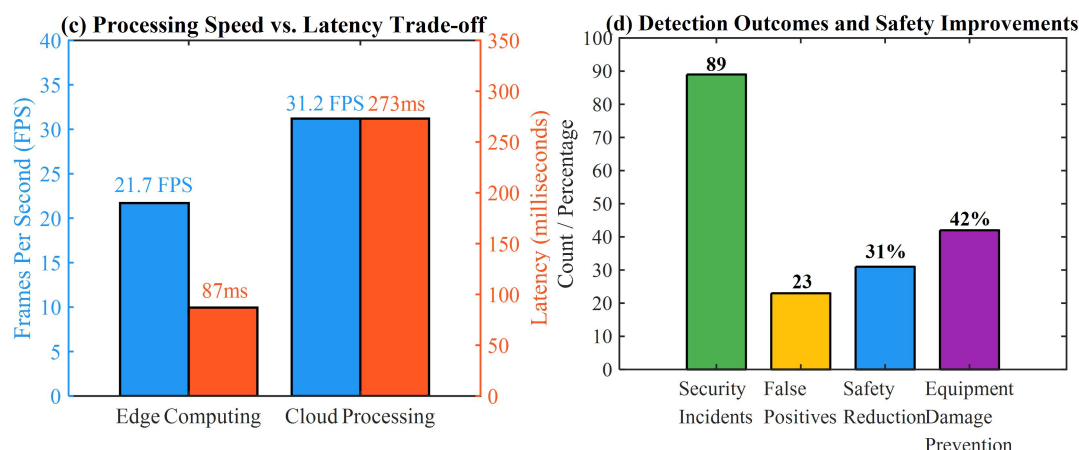 (c) Processing Speed vs. Latency Trade-off
40
35
30
25
20
15
10
5
0
Frames Per Second (FPS)
21.7 FPS
87ms
31.2 FPS
273ms
350
300
250
200
150
100
50
0
Latency (milliseconds)
Edge Computing
Cloud Processing
(d) Detection Outcomes and Safety Improvements
100
90
80
70
60
50
40
30
20
10
0
Count / Percentage
89
23
31%
42%
Security
Incidents
False
Positives
Safety
Reduction
Equipment
Damage
Prevention